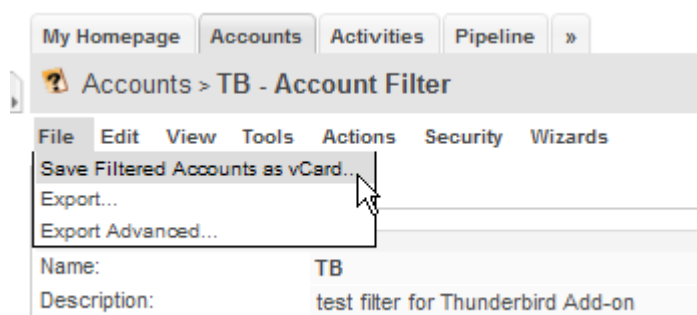 My Homepage Accounts Activities Pipeline »
Accounts > TB - Account Filter
File Edit View Tools Actions Security Wizards
Save Filtered Accounts as vCard...
Export...
Export Advanced...
Name: TB
Description: test filter for Thunderbird Add-on